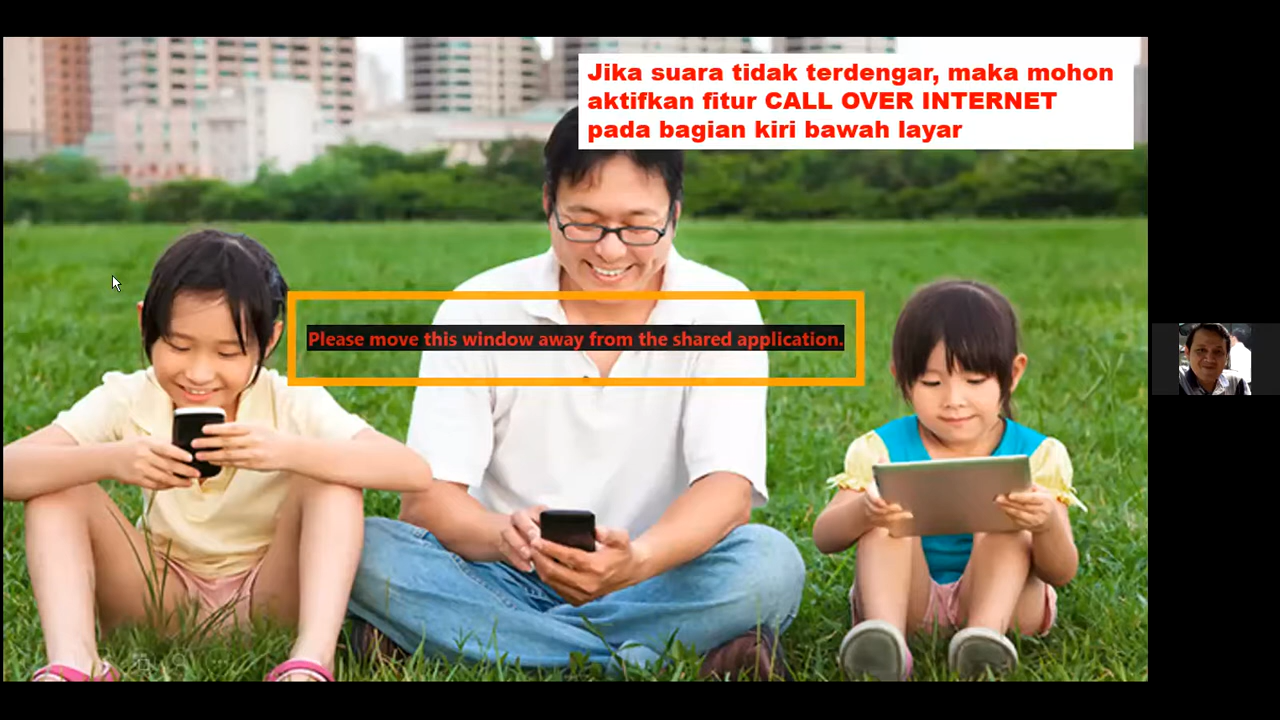 Jika suara tidak terdengar, maka mohon
aktifkan fitur CALL OVER INTERNET
pada bagian kiri bawah layar
Please move this window away from the shared application.